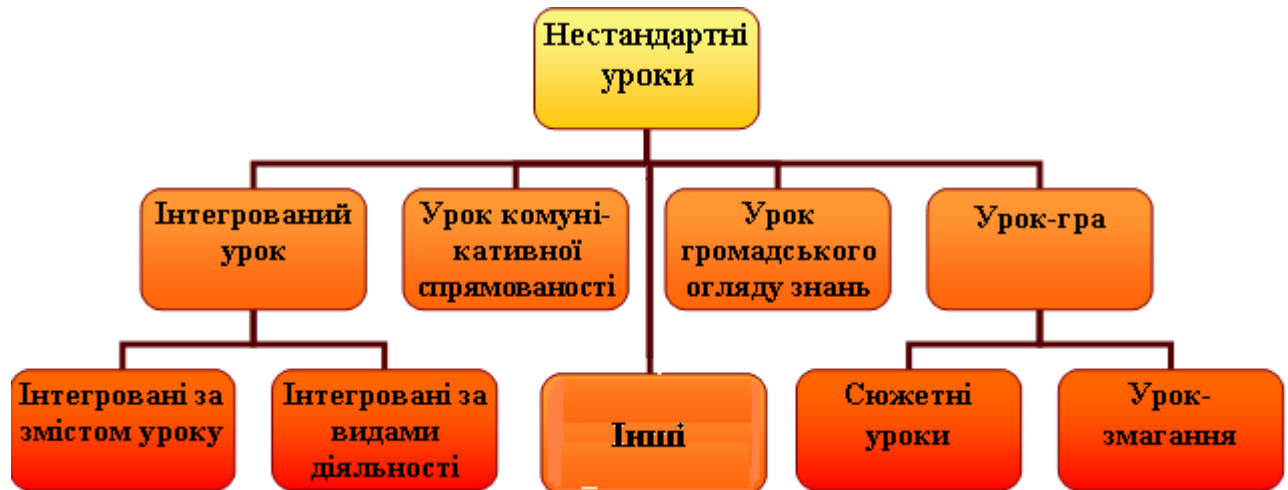 Нестандартні
уроки
Інтегрований
урок
Урок комуні-
кативної
спрямованості
Урок
громадського
огляду знань
Урок-гра
Інтегровані за
змістом уроку
Інтегровані за
видами
діяльності
Інші
Сюжетні
уроки
Урок-
змагання